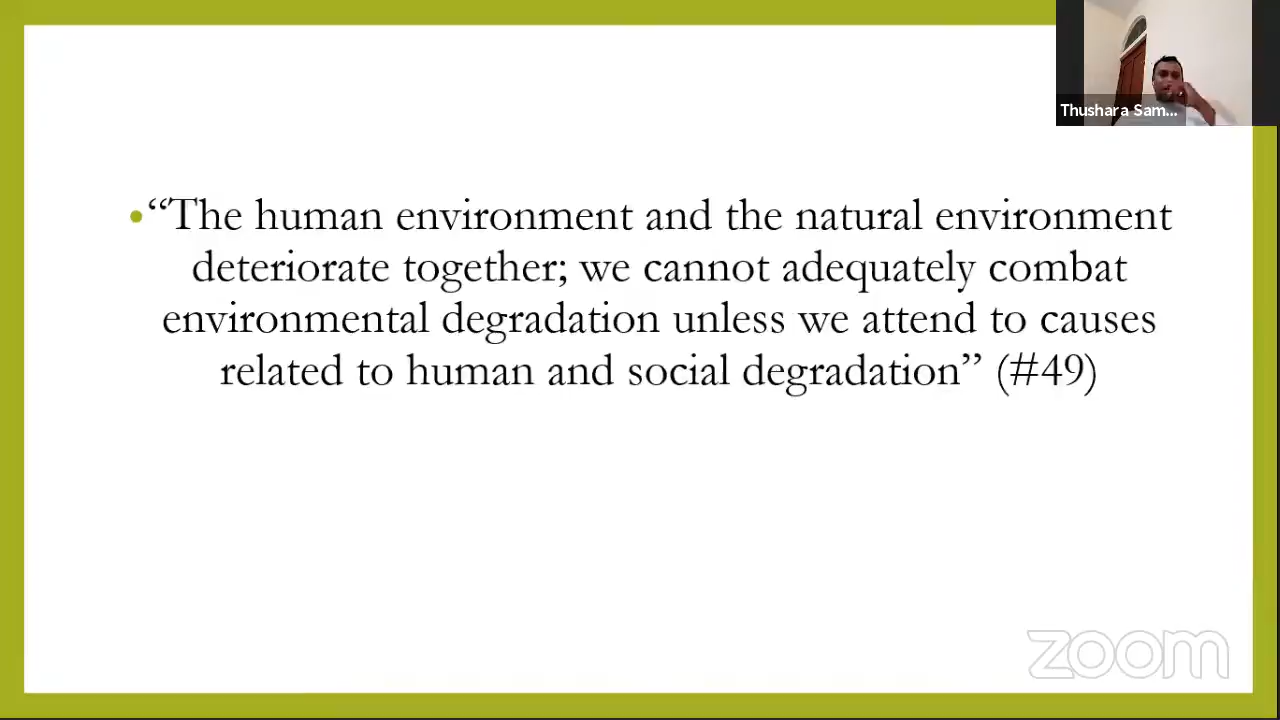 Thushara Sam...
•“The human environment and the natural environment
deteriorate together; we cannot adequately combat
environmental degradation unless we attend to causes
related to human and social degradation” (#49)
zoom